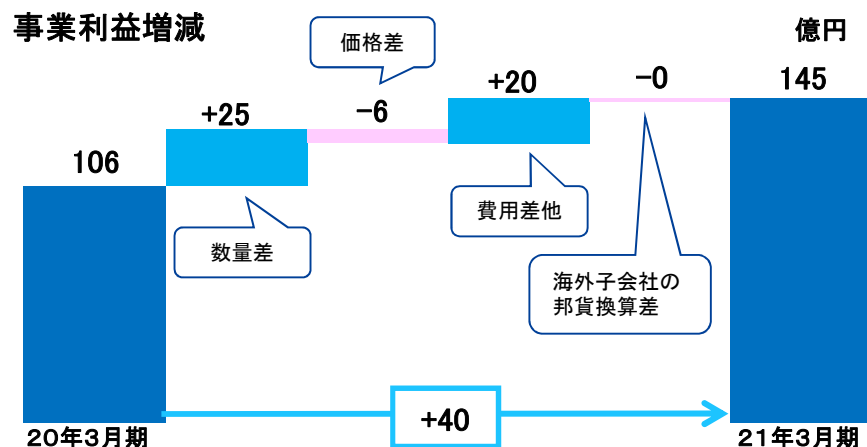 事業利益増減
億円
価格差
+25
-6
+20
-0
145
106
数量差
費用差他
海外子会社の
邦貨換算差
+40
20年3月期
21年3月期